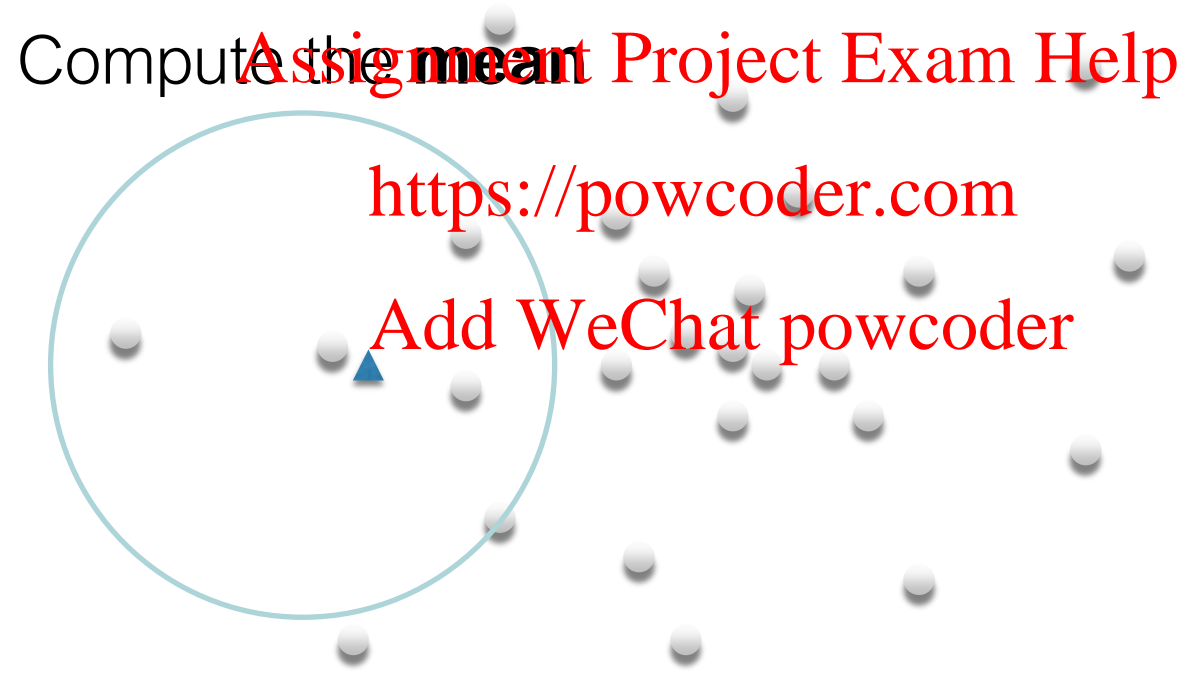 Compute the mean
Assignment Project Exam Help
https://powcoder.com
Add WeChat powcoder